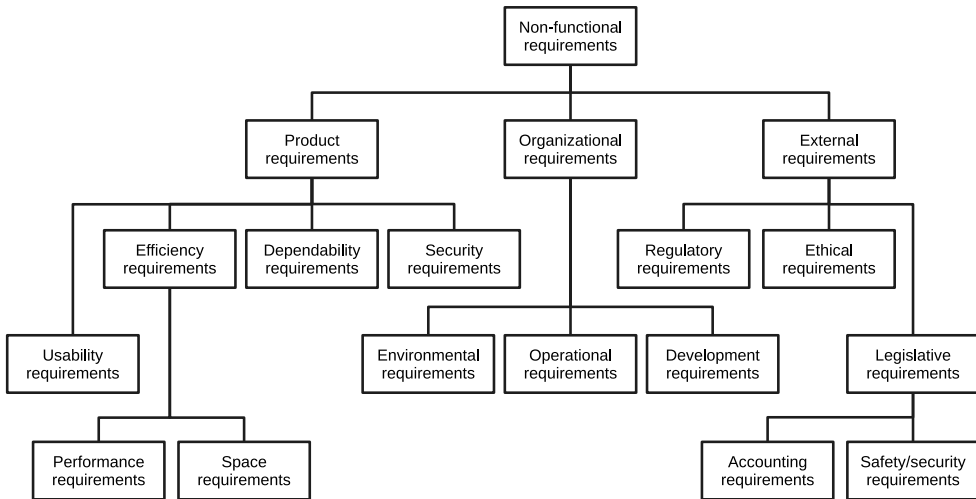 Non-functional
requirements
Product
requirements
Organizational
requirements
External
requirements
Efficiency
requirements
Dependability
requirements
Security
requirements
Regulatory
requirements
Ethical
requirements
Usability
requirements
Environmental
requirements
Operational
requirements
Development
requirements
Legislative
requirements
Performance
requirements
Space
requirements
Accounting
requirements
Safety/security
requirements